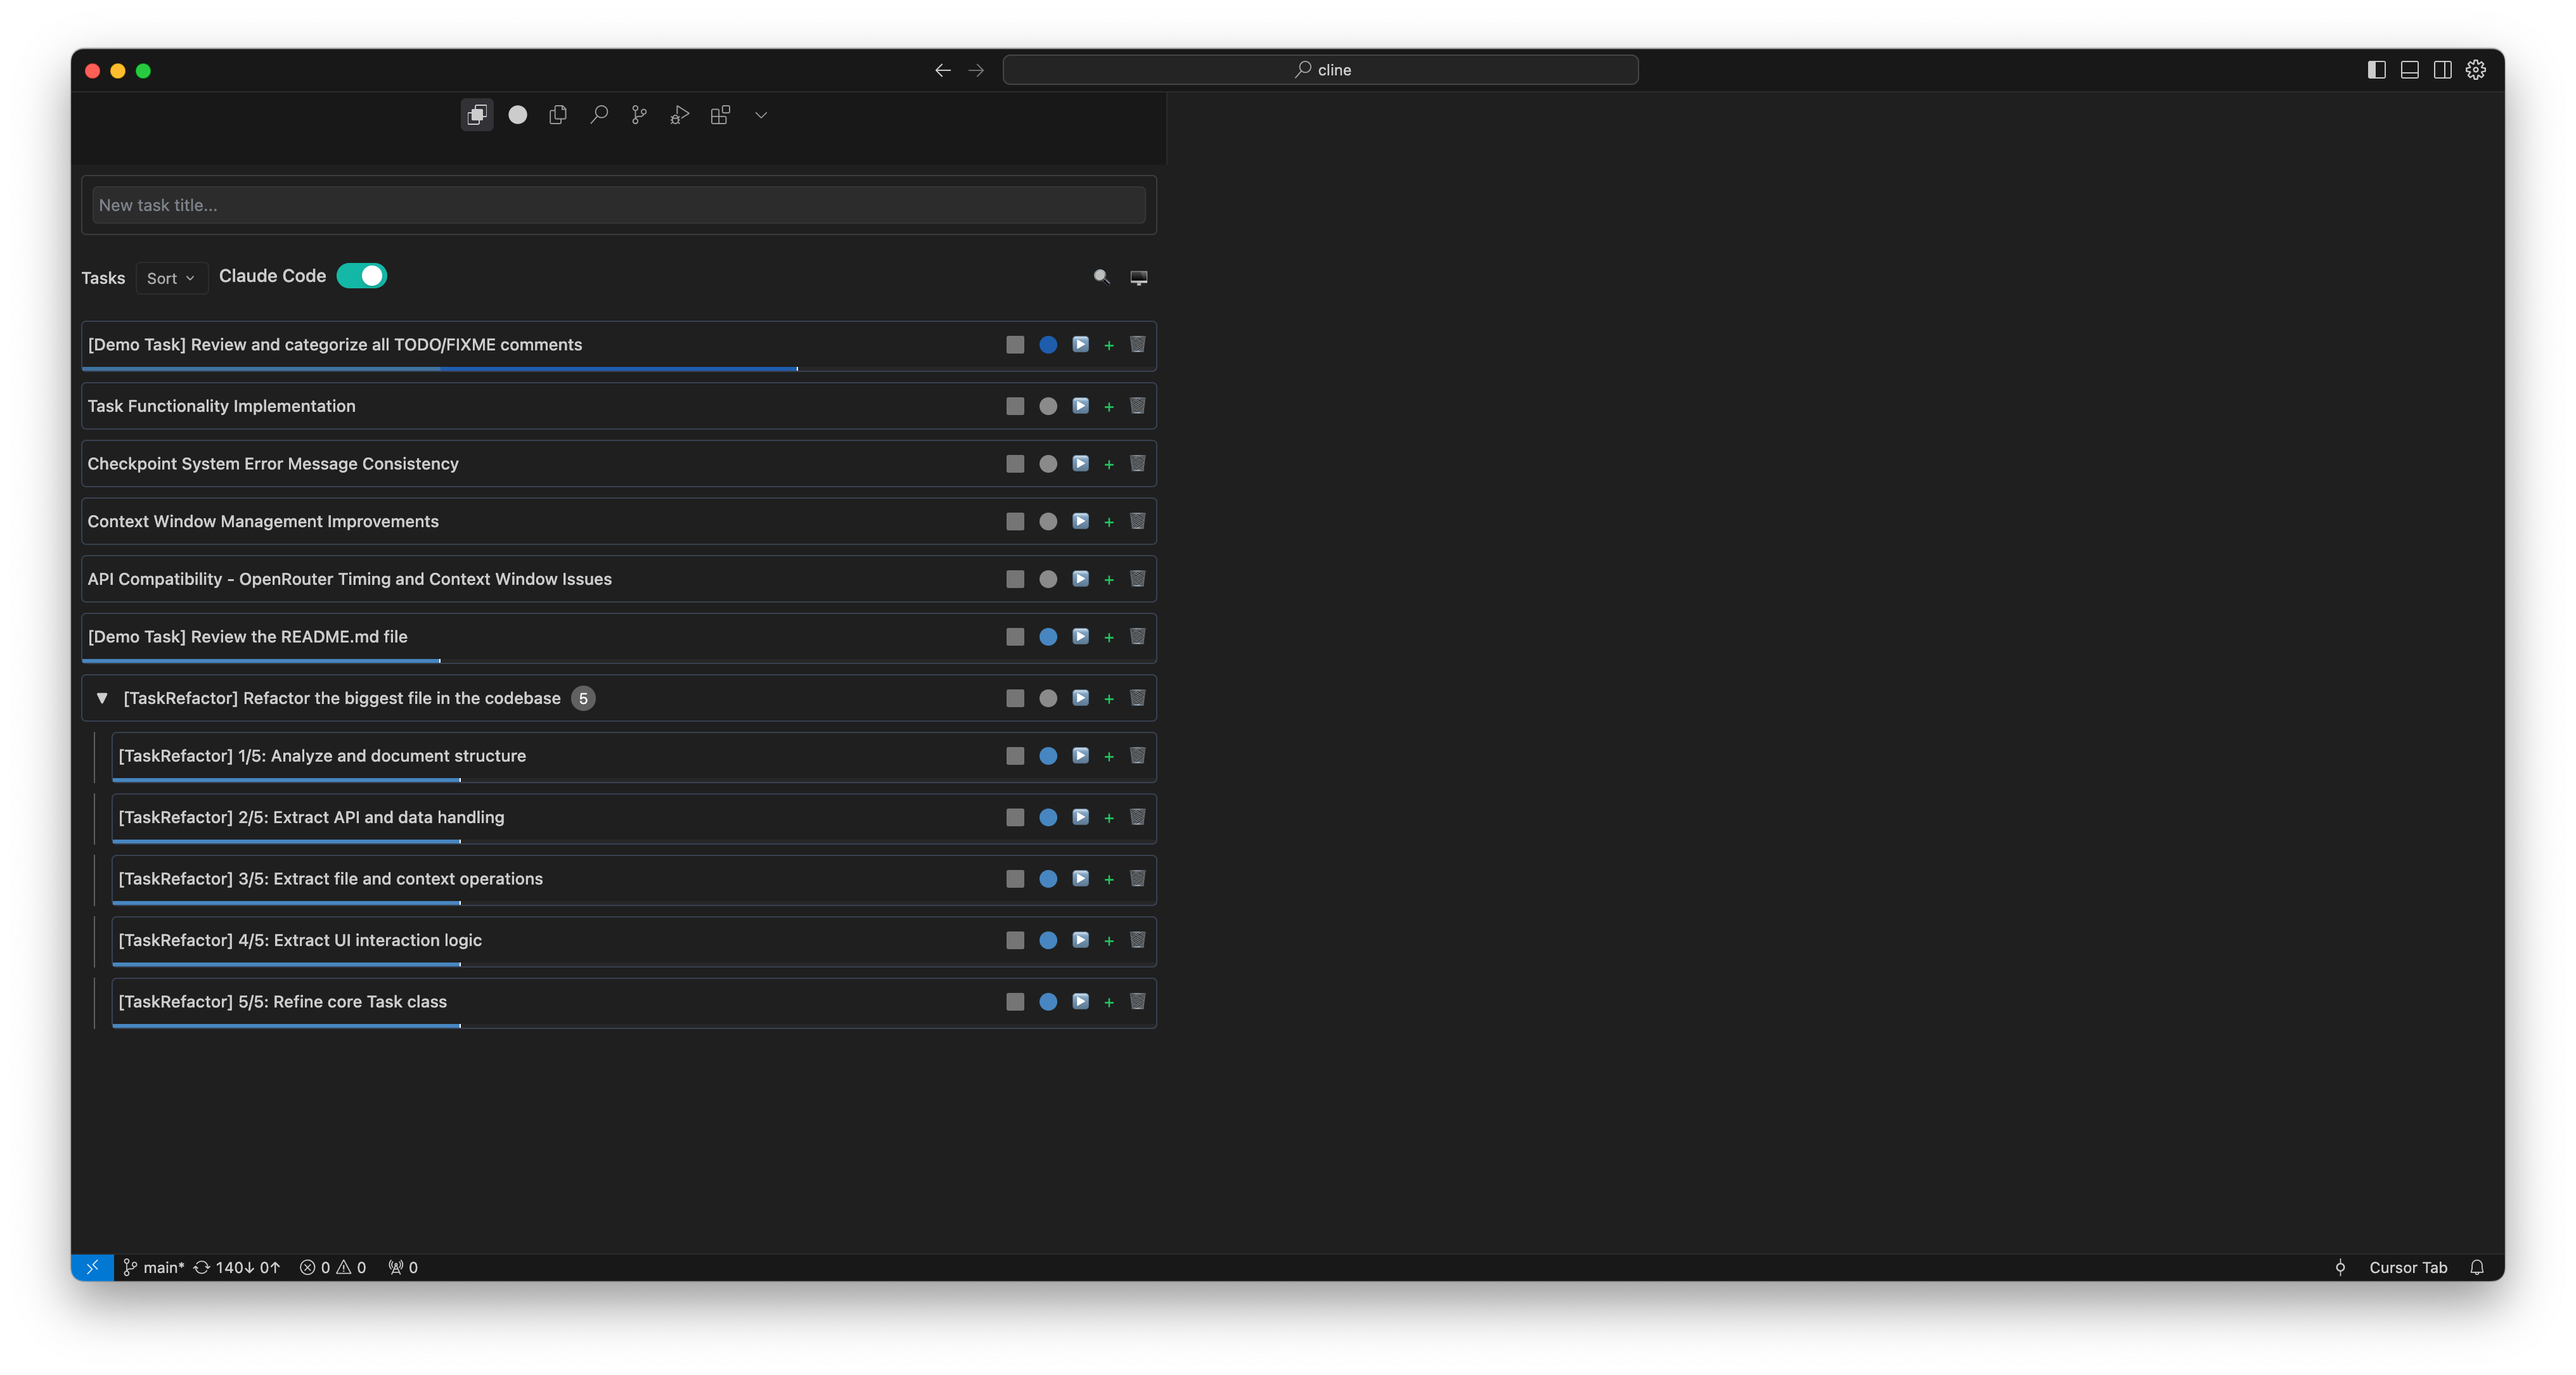 cline
New task title...
Tasks Sort Claude Code
[Demo Task] Review and categorize all TODO/FIXME comments
Task Functionality Implementation
Checkpoint System Error Message Consistency
Context Window Management Improvements
API Compatibility - OpenRouter Timing and Context Window Issues
[Demo Task] Review the README.md file
[TaskRefactor] Refactor the biggest file in the codebase 5
[TaskRefactor] 1/5: Analyze and document structure
[TaskRefactor] 2/5: Extract API and data handling
[TaskRefactor] 3/5: Extract file and context operations
[TaskRefactor] 4/5: Extract UI interaction logic
[TaskRefactor] 5/5: Refine core Task class
main* 140↓ 0↑ 0 0 0 Cursor Tab